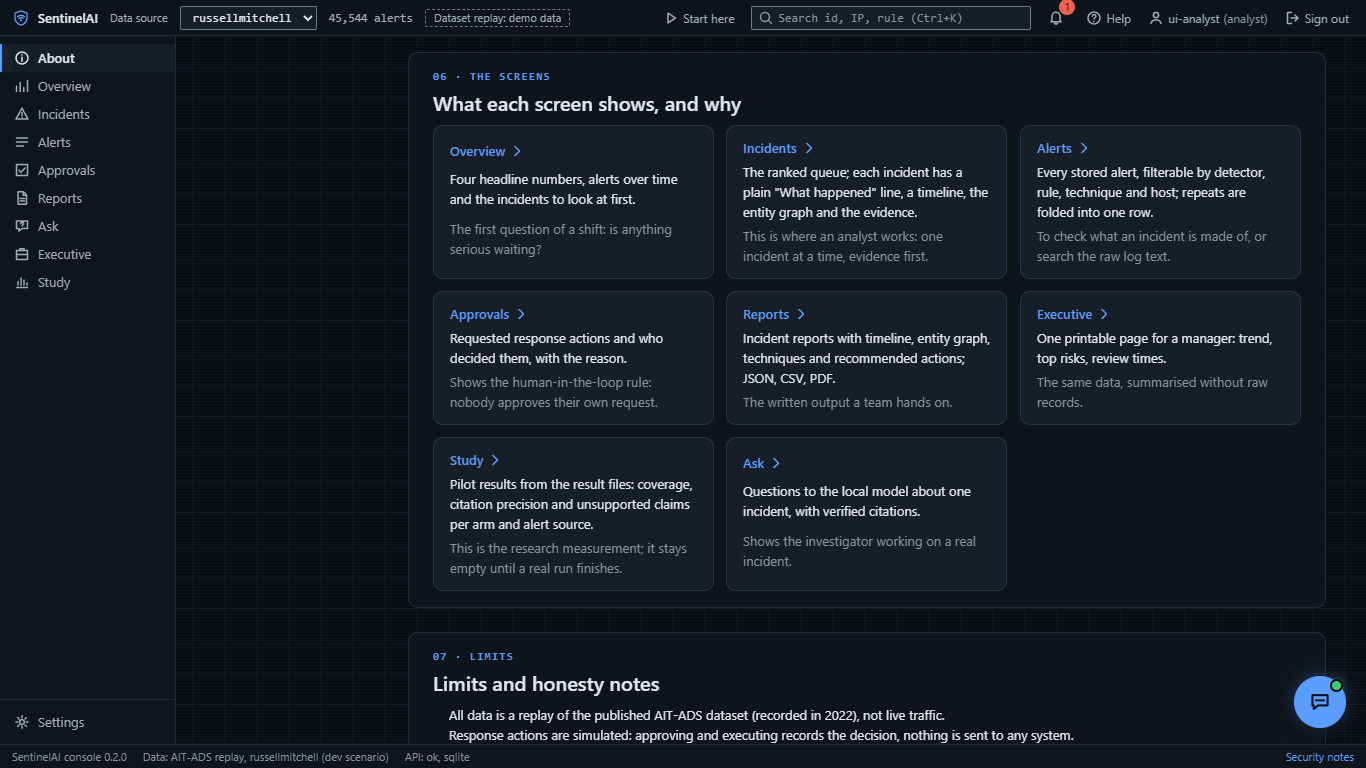 SentinelAI
Data source
russellmitchell
45,544 alerts
Dataset replay: demo data
Start here
Search id, IP, rule (Ctrl+K)
1
Help
ui-analyst (analyst)
Sign out
About
Overview
Incidents
Alerts
Approvals
Reports
Ask
Executive
Study
Settings
06 · THE SCREENS
What each screen shows, and why
Overview
Four headline numbers, alerts over time
and the incidents to look at first.
The first question of a shift: is anything
serious waiting?
Incidents
The ranked queue; each incident has a
plain "What happened" line, a timeline, the
entity graph and the evidence.
This is where an analyst works: one
incident at a time, evidence first.
Alerts
Every stored alert, filterable by detector,
rule, technique and host; repeats are
folded into one row.
To check what an incident is made of, or
search the raw log text.
Approvals
Requested response actions and who
decided them, with the reason.
Shows the human-in-the-loop rule:
nobody approves their own request.
Reports
Incident reports with timeline, entity graph,
techniques and recommended actions;
JSON, CSV, PDF.
The written output a team hands on.
Executive
One printable page for a manager: trend,
top risks, review times.
The same data, summarised without raw
records.
Study
Pilot results from the result files: coverage,
citation precision and unsupported claims
per arm and alert source.
This is the research measurement; it stays
empty until a real run finishes.
Ask
Questions to the local model about one
incident, with verified citations.
Shows the investigator working on a real
incident.
07 · LIMITS
Limits and honesty notes
All data is a replay of the published AIT-ADS dataset (recorded in 2022), not live traffic.
Response actions are simulated: approving and executing records the decision, nothing is sent to any system.
SentinelAI console 0.2.0
Data: AIT-ADS replay, russellmitchell (dev scenario)
API: ok, sqlite
Security notes